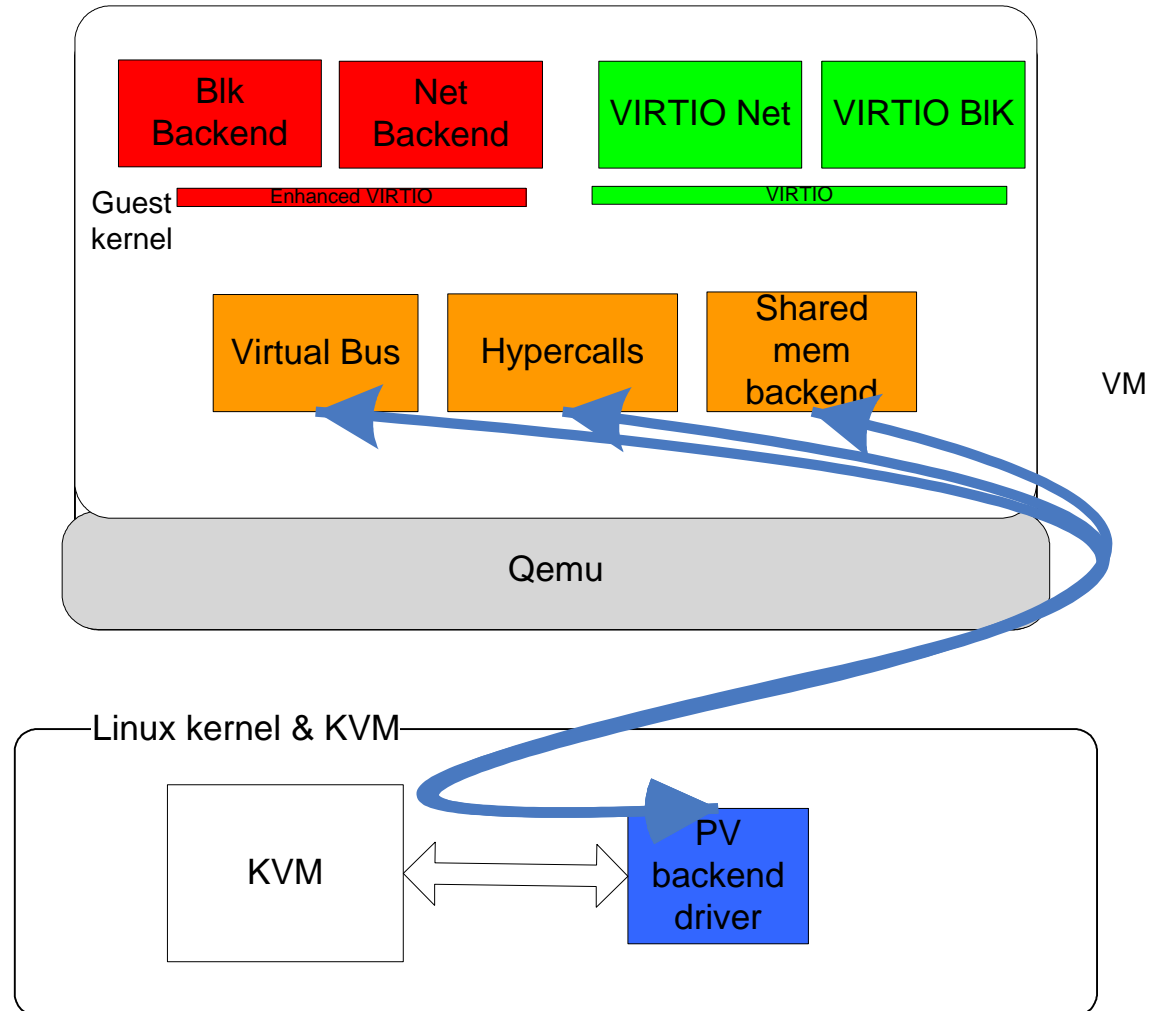 Blk
Backend
Net
Backend
VIRTIO Net
VIRTIO BlK
Enhanced VIRTIO
VIRTIO
Guest
kernel
Virtual Bus
Hypercalls
Shared
mem
backend
VM
Qemu
Linux kernel & KVM
KVM
PV
backend
driver